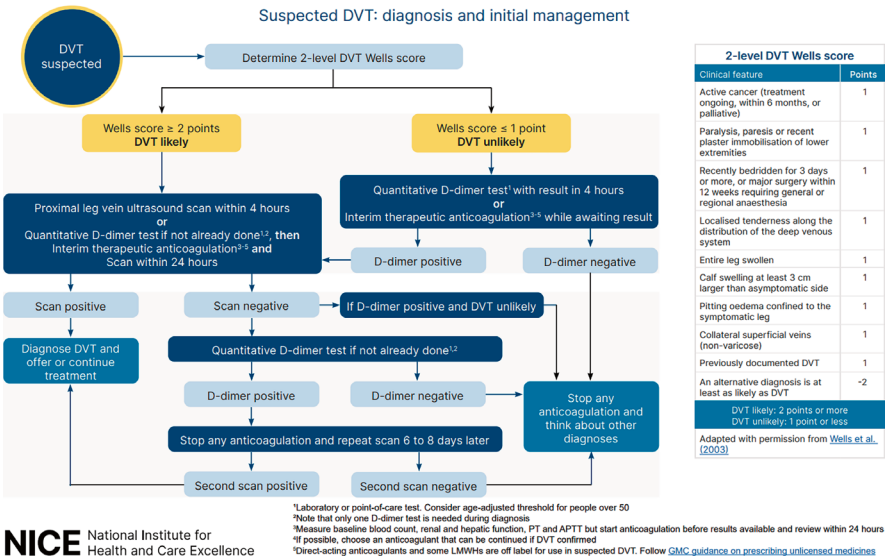 Suspected DVT: diagnosis and initial management
DVT
suspected
Determine 2-level DVT Wells score
Wells score ≥ 2 points
DVT likely
Wells score ≤ 1 point
DVT unlikely
Quantitative D-dimer test¹ with result in 4 hours
or
Interim therapeutic anticoagulation³⁻⁵ while awaiting result
Proximal leg vein ultrasound scan within 4 hours
or
Quantitative D-dimer test if not already done¹,², then
Interim therapeutic anticoagulation³⁻⁵ and
Scan within 24 hours
D-dimer positive
D-dimer negative
Scan positive
Scan negative
If D-dimer positive and DVT unlikely
Diagnose DVT and
offer or continue
treatment
Quantitative D-dimer test if not already done¹,²
D-dimer positive
D-dimer negative
Stop any
anticoagulation and
think about other
diagnoses
Stop any anticoagulation and repeat scan 6 to 8 days later
Second scan positive
Second scan negative
2-level DVT Wells score
Clinical feature Points
Active cancer (treatment 1
ongoing, within 6 months, or
palliative)
Paralysis, paresis or recent 1
plaster immobilisation of lower
extremities
Recently bedridden for 3 days 1
or more, or major surgery within
12 weeks requiring general or
regional anaesthesia
Localised tenderness along the 1
distribution of the deep venous
system
Entire leg swollen 1
Calf swelling at least 3 cm 1
larger than asymptomatic side
Pitting oedema confined to the 1
symptomatic leg
Collateral superficial veins 1
(non-varicose)
Previously documented DVT 1
An alternative diagnosis is at -2
least as likely as DVT
DVT likely: 2 points or more
DVT unlikely: 1 point or less
Adapted with permission from Wells et al.
(2003)
¹Laboratory or point-of-care test. Consider age-adjusted threshold for people over 50
²Note that only one D-dimer test is needed during diagnosis
³Measure baseline blood count, renal and hepatic function, PT and APTT but start anticoagulation before results available and review within 24 hours
⁴If possible, choose an anticoagulant that can be continued if DVT confirmed
⁵Direct-acting anticoagulants and some LMWHs are off label for use in suspected DVT. Follow GMC guidance on prescribing unlicensed medicines
NICE National Institute for
Health and Care Excellence